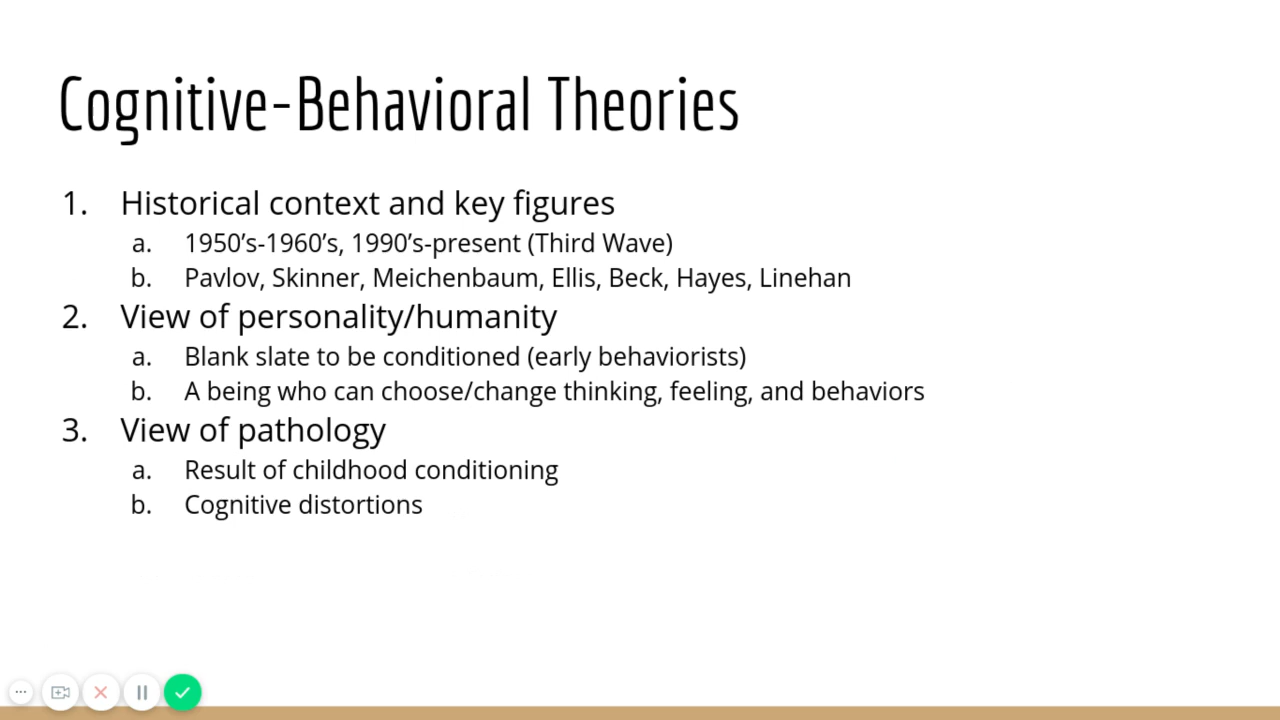 Cognitive-Behavioral Theories
1. Historical context and key figures
a. 1950’s-1960’s, 1990’s-present (Third Wave)
b. Pavlov, Skinner, Meichenbaum, Ellis, Beck, Hayes, Linehan
2. View of personality/humanity
a. Blank slate to be conditioned (early behaviorists)
b. A being who can choose/change thinking, feeling, and behaviors
3. View of pathology
a. Result of childhood conditioning
b. Cognitive distortions